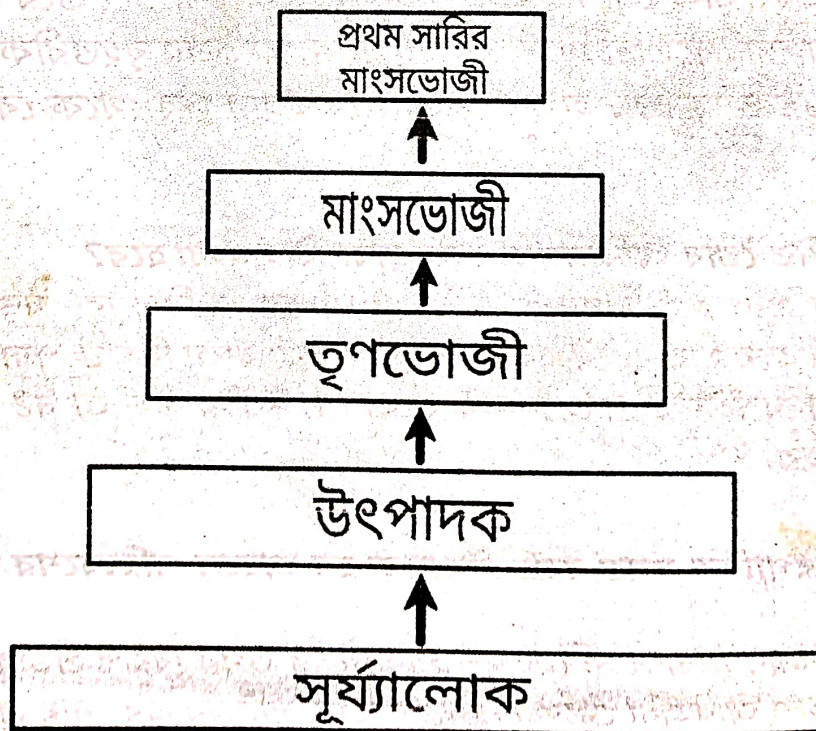 প্রথম সারির
মাংসভোজী
মাংসভোজী
তৃণভোজী
উৎপাদক
সূর্য্যালোক